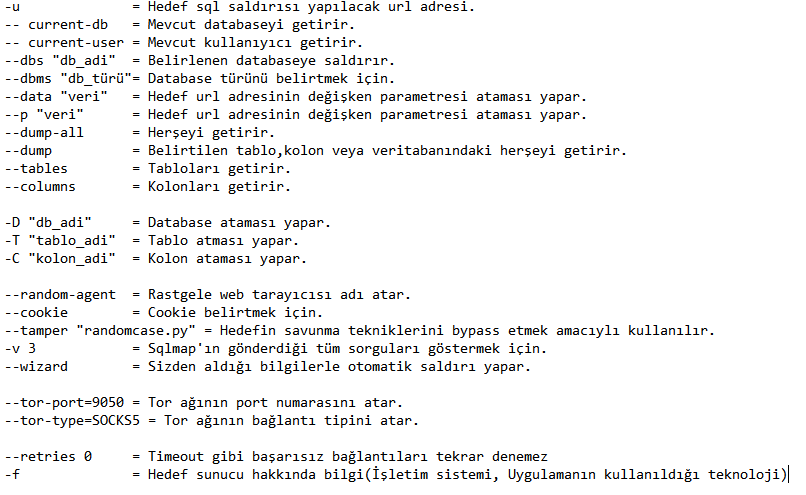 -u              = Hedef sql saldırısı yapılacak url adresi.
-- current-db   = Mevcut databaseyi getirir.
-- current-user = Mevcut kullanıyıcı getirir.
--dbs "db_adi"  = Belirlenen databaseye saldırır.
--dbms "db_türü"= Database türünü belirtmek için.
--data "veri"   = Hedef url adresinin değişken parametresi ataması yapar.
--p "veri"      = Hedef url adresinin değişken parametresi ataması yapar.
--dump-all      = Herşeyi getirir.
--dump          = Belirtilen tablo,kolon veya veritabanındaki herşeyi getirir.
--tables        = Tabloları getirir.
--columns       = Kolonları getirir.
-D "db_adi"     = Database ataması yapar.
-T "tablo_adi"  = Tablo atması yapar.
-C "kolon_adi"  = Kolon ataması yapar.
--random-agent  = Rastgele web tarayıcısı adı atar.
--cookie        = Cookie belirtmek için.
--tamper "randomcase.py" = Hedefin savunma tekniklerini bypass etmek amacıylı kullanılır.
-v 3            = Sqlmap'ın gönderdiği tüm sorguları göstermek için.
--wizard        = Sizden aldığı bilgilerle otomatik saldırı yapar.
--tor-port=9050 = Tor ağının port numarasını atar.
--tor-type=SOCKS5 = Tor ağının bağlantı tipini atar.
--retries 0     = Timeout gibi başarısız bağlantıları tekrar denemez
-f              = Hedef sunucu hakkında bilgi(İşletim sistemi, Uygulamanın kullanıldığı teknoloji)